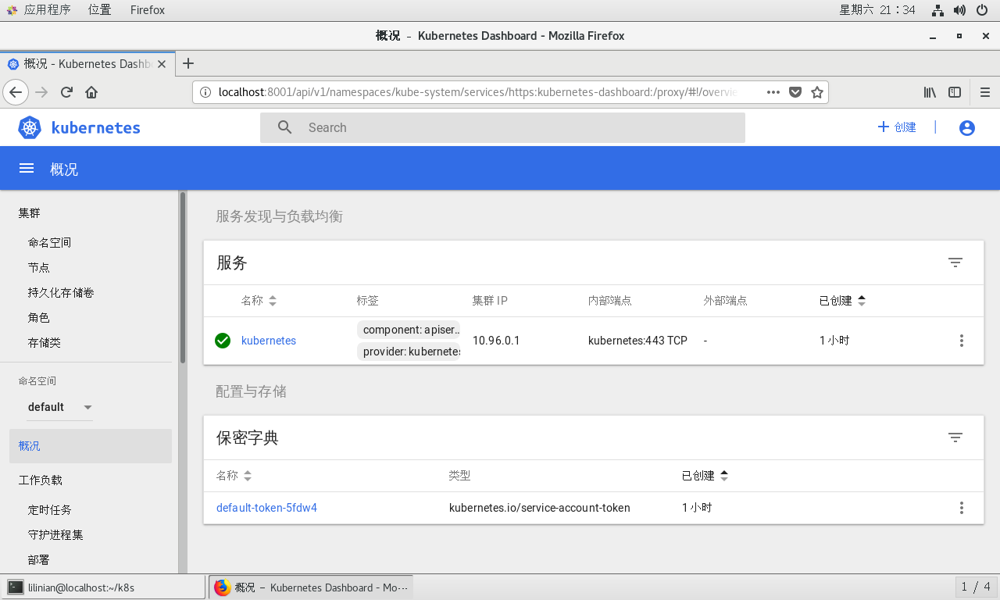 应用程序 位置 Firefox 星期六 21：34
概况 - Kubernetes Dashboard - Mozilla Firefox
概况 - Kubernetes Dashb
localhost:8001/api/v1/namespaces/kube-system/services/https:kubernetes-dashboard:/proxy/#!/overvie
kubernetes Search 创建
概况
集群
命名空间
节点
持久化存储卷
角色
存储类
命名空间
default
概况
工作负载
定时任务
守护进程集
部署
服务发现与负载均衡
服务
名称 标签 集群 IP 内部端点 外部端点 已创建
kubernetes component: apiser.. 10.96.0.1 kubernetes:443 TCP - 1 小时
provider: kubernetes
配置与存储
保密字典
名称 类型 已创建
default-token-5fdw4 kubernetes.io/service-account-token 1 小时
lilinian@localhost:~/k8s 概况 - Kubernetes Dashboard - Mo··· 1 / 4